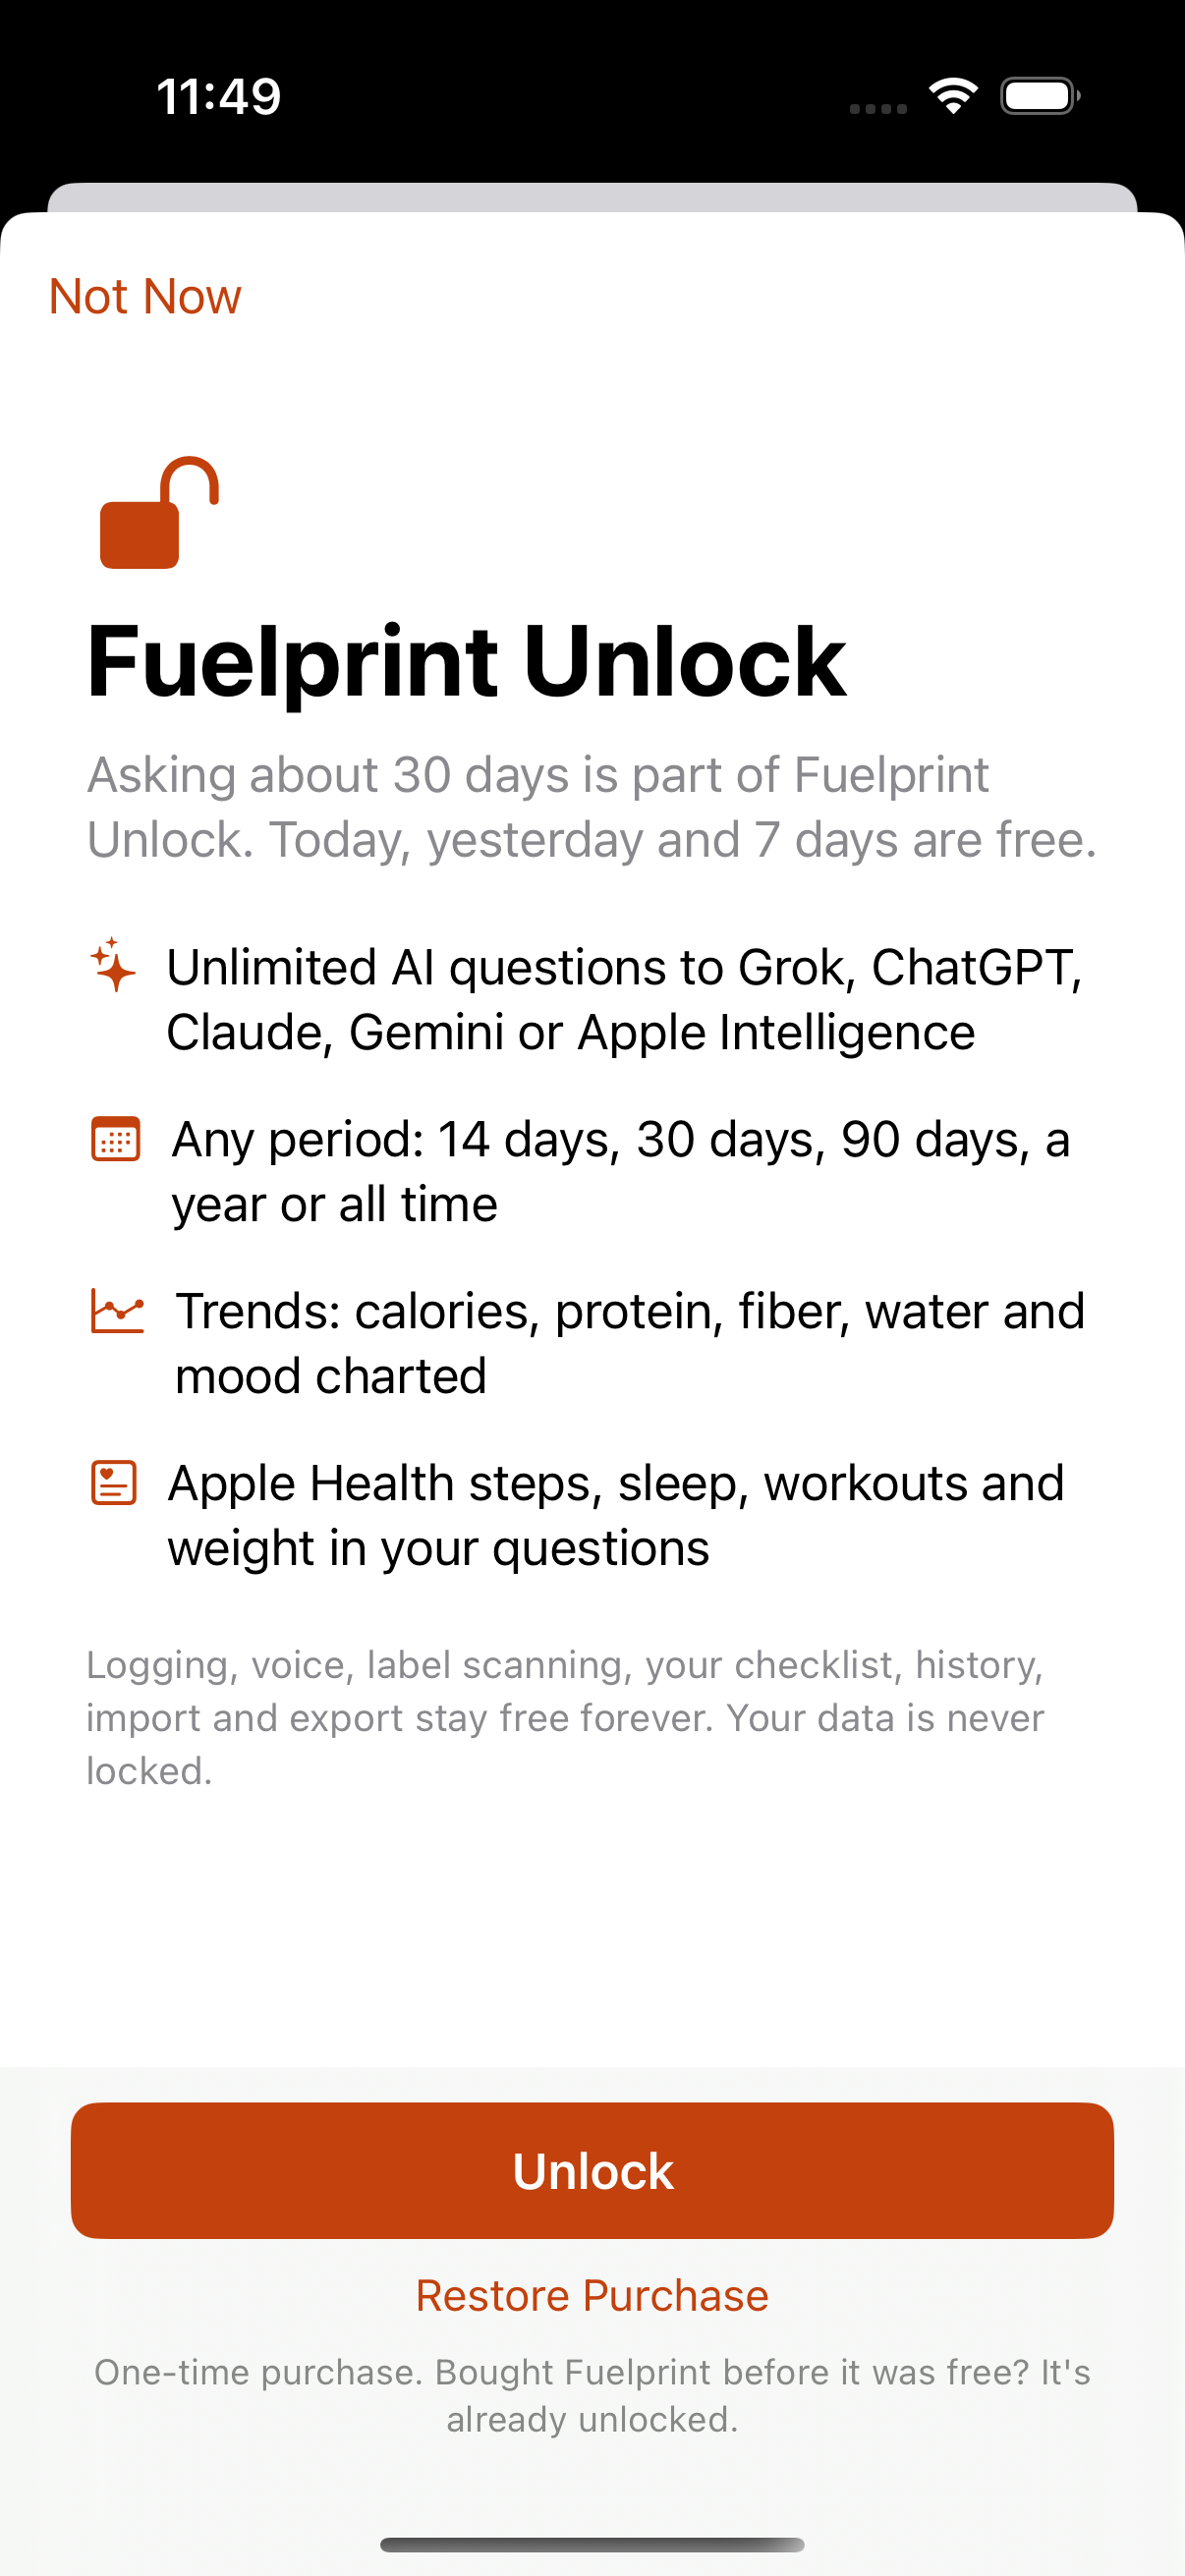 11:49
Not Now
Fuelprint Unlock
Asking about 30 days is part of Fuelprint
Unlock. Today, yesterday and 7 days are free.
Unlimited AI questions to Grok, ChatGPT,
Claude, Gemini or Apple Intelligence
Any period: 14 days, 30 days, 90 days, a
year or all time
Trends: calories, protein, fiber, water and
mood charted
Apple Health steps, sleep, workouts and
weight in your questions
Logging, voice, label scanning, your checklist, history,
import and export stay free forever. Your data is never
locked.
Unlock
Restore Purchase
One-time purchase. Bought Fuelprint before it was free? It's
already unlocked.